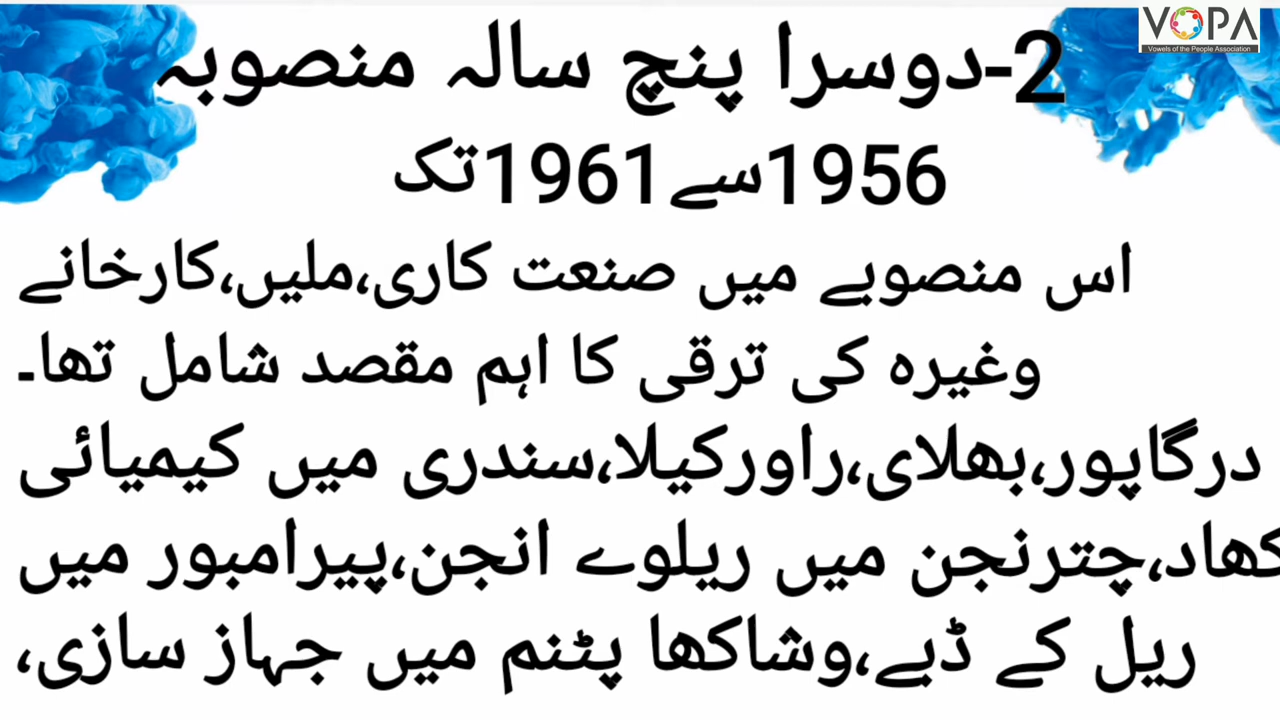 VOPA
Vowels of the People Association
2-دوسرا پنچ سالہ منصوبہ
1956سے1961تک
اس منصوبے میں صنعت کاری،ملیں،کارخانے
وغیرہ کی ترقی کا اہم مقصد شامل تھا۔
درگاپور،بھلای،راورکیلا،سندری میں کیمیائی
کھاد،چترنجن میں ریلوے انجن،پیرامبور میں
ریل کے ڈبے،وشاکھا پٹنم میں جہاز سازی،